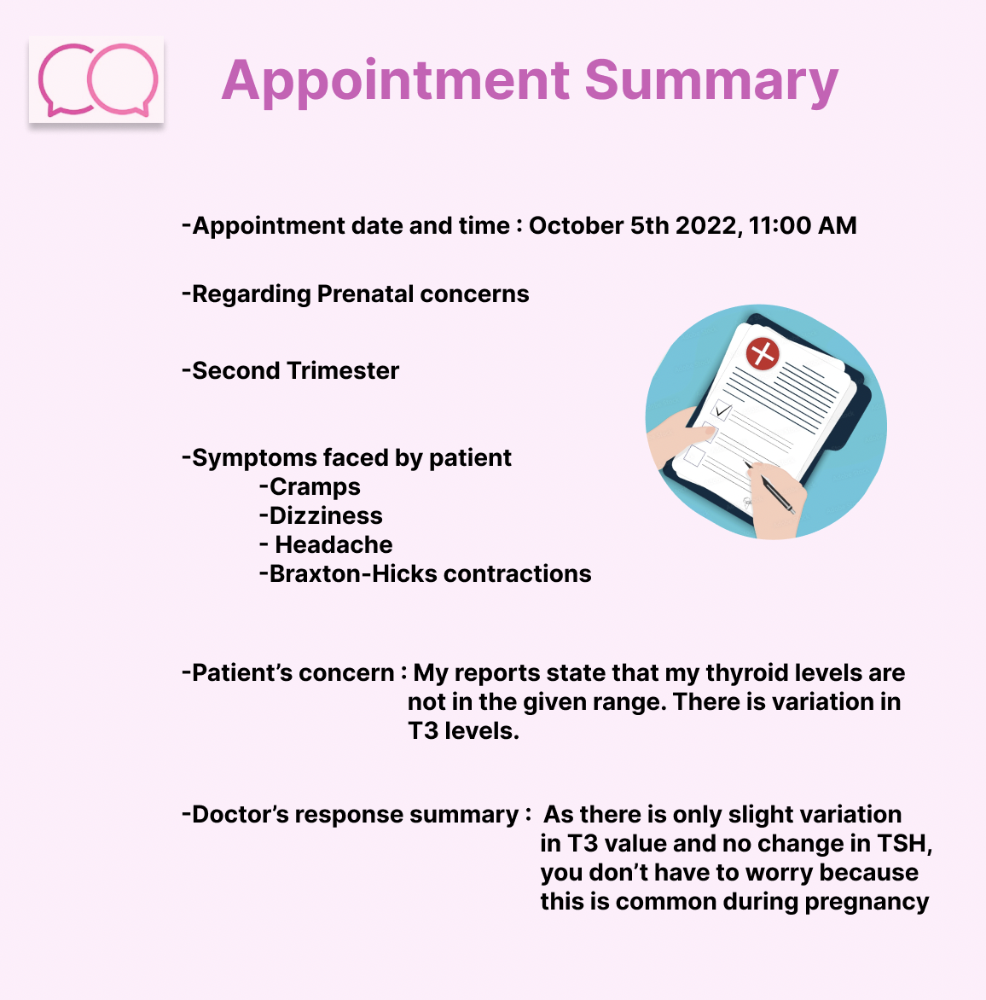 Appointment Summary
-Appointment date and time : October 5th 2022, 11:00 AM
-Regarding Prenatal concerns
-Second Trimester
-Symptoms faced by patient
-Cramps
-Dizziness
- Headache
-Braxton-Hicks contractions
-Patient’s concern : My reports state that my thyroid levels are
not in the given range. There is variation in
T3 levels.
-Doctor’s response summary : As there is only slight variation
in T3 value and no change in TSH,
you don’t have to worry because
this is common during pregnancy